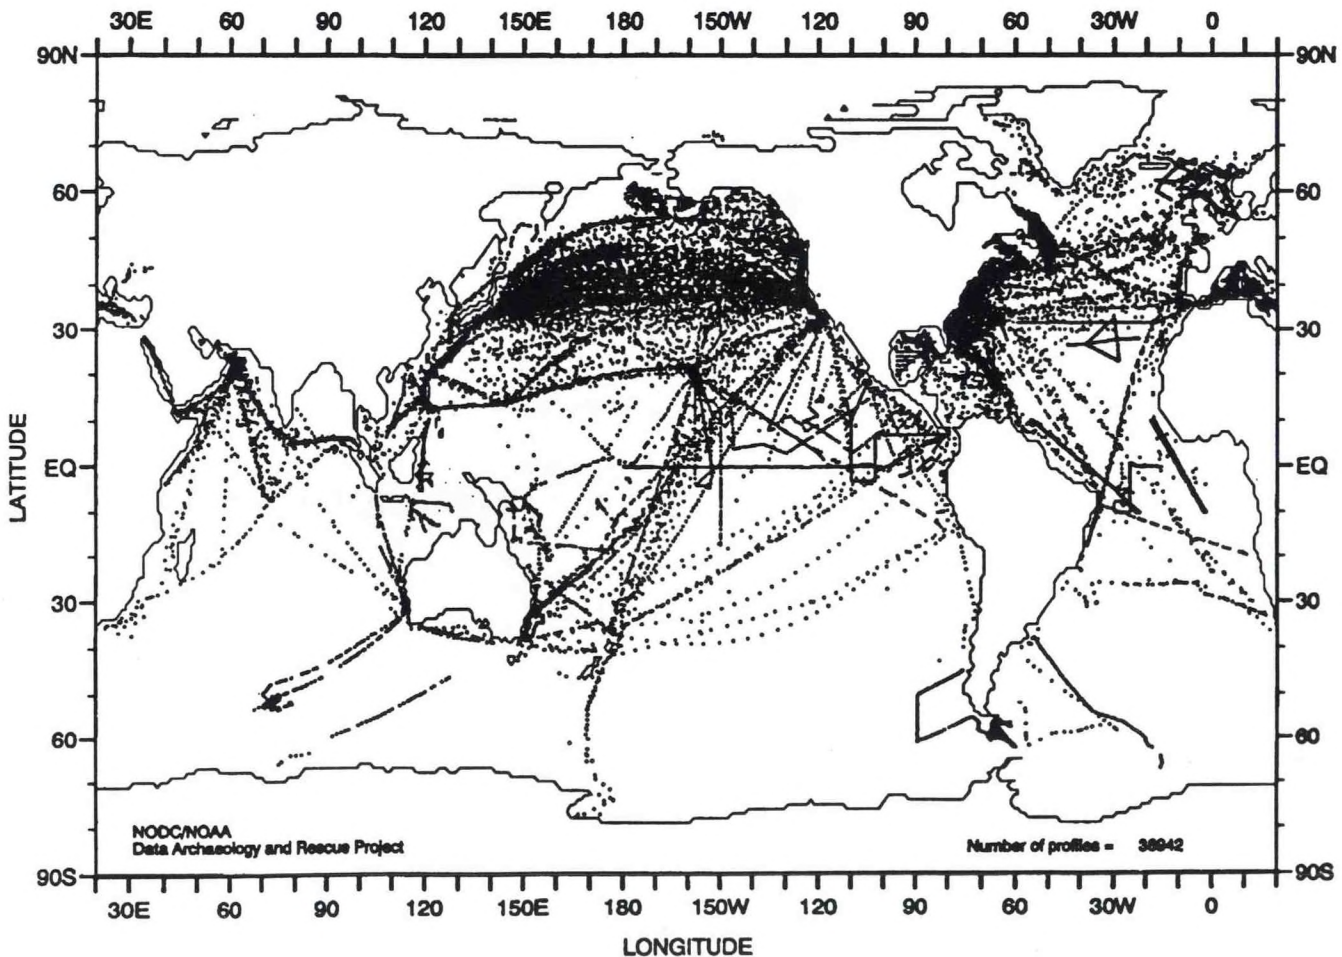 30E 60 90 120 150E 180 150W 120 90 60 30W 0
90N 90N
60 60
30 30
LATITUDE
EQ EQ
30 30
60 60
NODC/NOAA
Data Archaeology and Rescue Project
Number of profiles = 36942
90S 90S
30E 60 90 120 150E 180 150W 120 90 60 30W 0
LONGITUDE